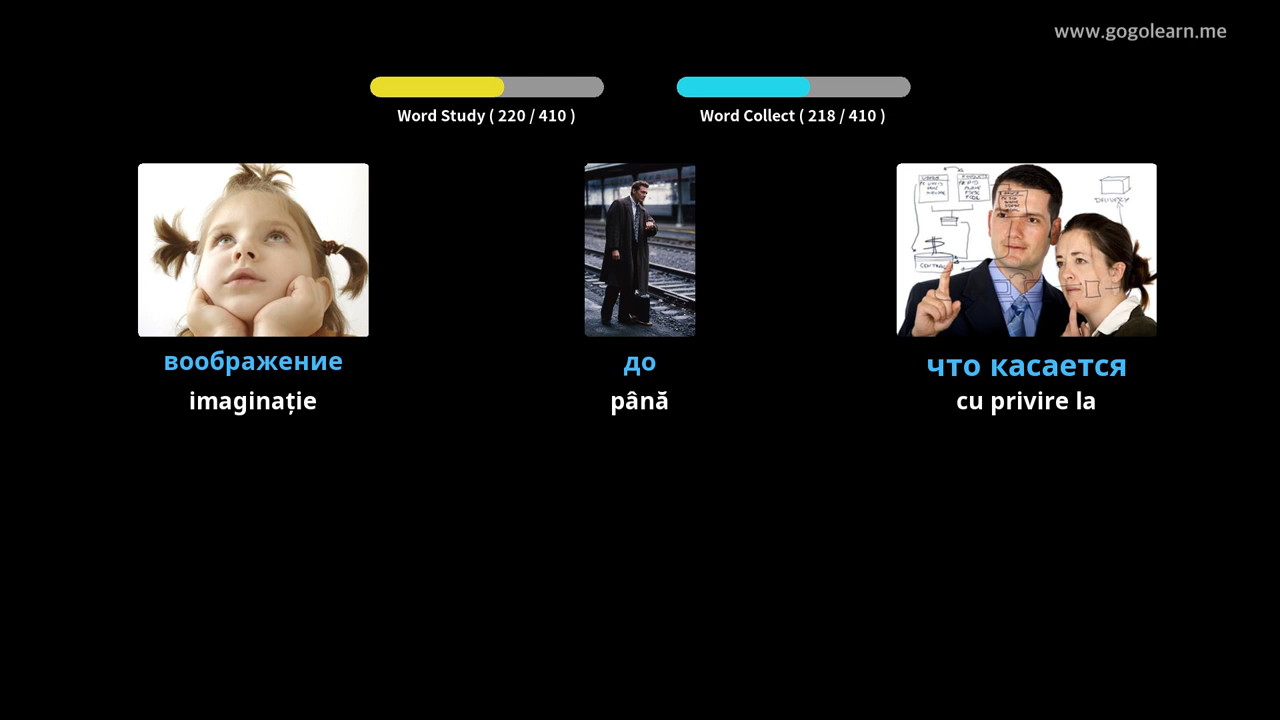 www.gogolearn.me
Word Study ( 220 / 410 )
Word Collect ( 218 / 410 )
воображение
imaginație
до
până
что касается
cu privire la